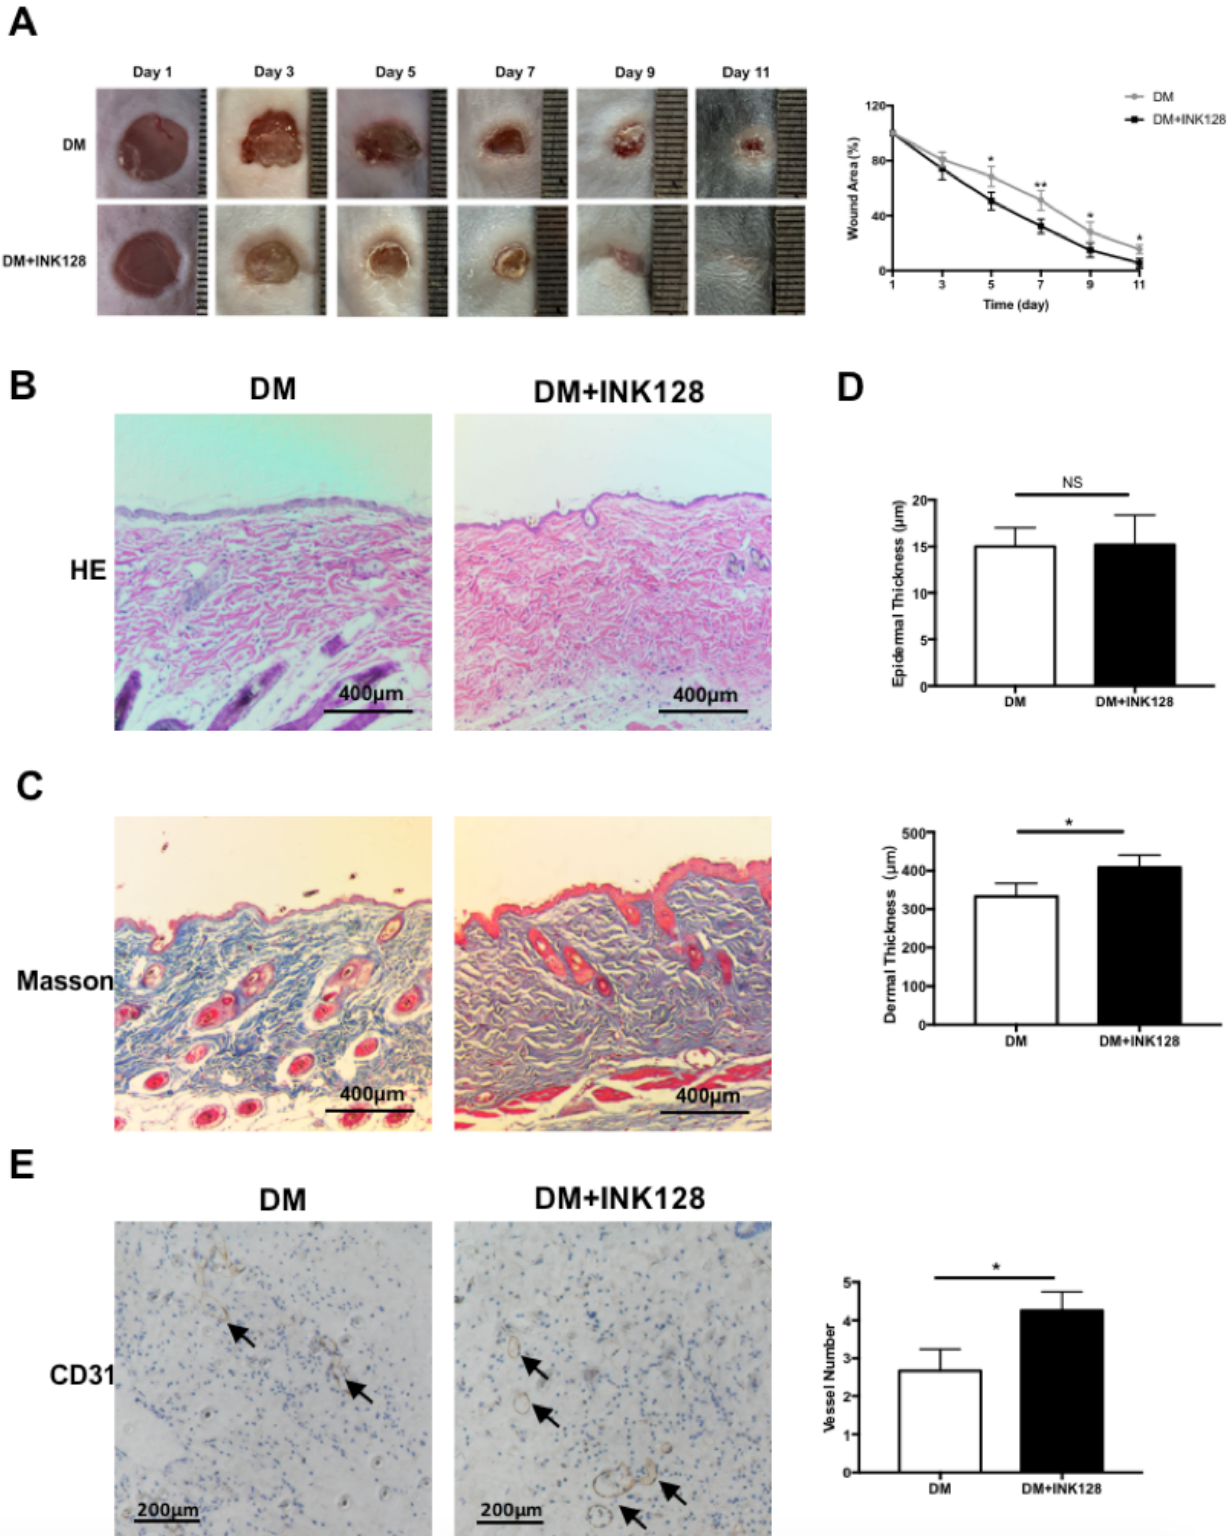 A
Day 1 Day 3 Day 5 Day 7 Day 9 Day 11
DM
DM+INK128
DM
DM+INK128
Wound Area (%)
120
80
40
0
*
**
*
*
1 3 5 7 9 11
Time (day)
B
DM DM+INK128
HE
400μm 400μm
D
NS
Epidermal Thickness (μm)
20
15
10
5
0
DM DM+INK128
C
Masson
400μm 400μm
*
Dermal Thickness (μm)
500
400
300
200
100
0
DM DM+INK128
E
DM DM+INK128
CD31
200μm 200μm
*
Vessel Number
5
4
3
2
1
0
DM DM+INK128